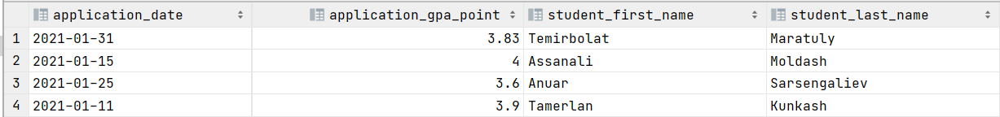 application_date application_gpa_point student_first_name student_last_name
1 2021-01-31 3.83 Temirbolat Maratuly
2 2021-01-15 4 Assanali Moldash
3 2021-01-25 3.6 Anuar Sarsengaliev
4 2021-01-11 3.9 Tamerlan Kunkash